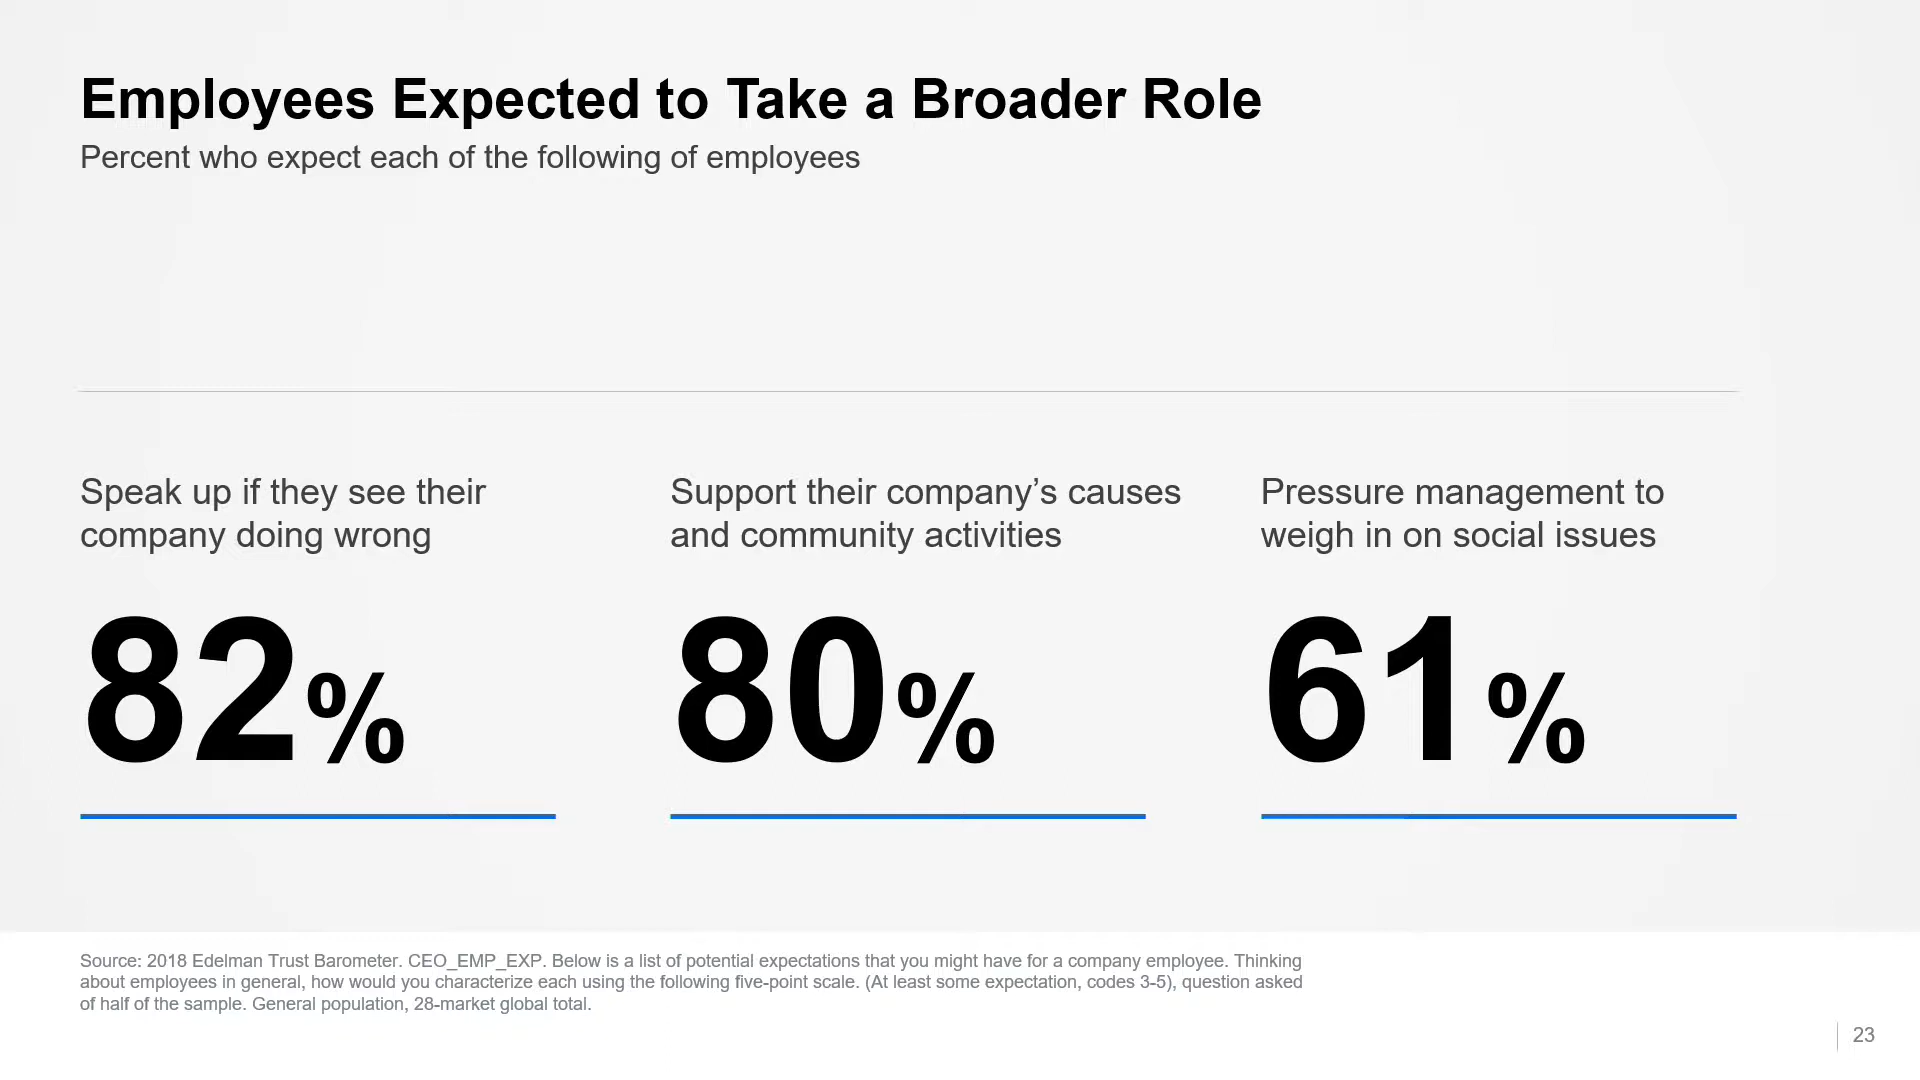 Employees Expected to Take a Broader Role
Percent who expect each of the following of employees
Speak up if they see their
company doing wrong
82%
Support their company’s causes
and community activities
80%
Pressure management to
weigh in on social issues
61%
Source: 2018 Edelman Trust Barometer. CEO_EMP_EXP. Below is a list of potential expectations that you might have for a company employee. Thinking
about employees in general, how would you characterize each using the following five-point scale. (At least some expectation, codes 3-5), question asked
of half of the sample. General population, 28-market global total.
23